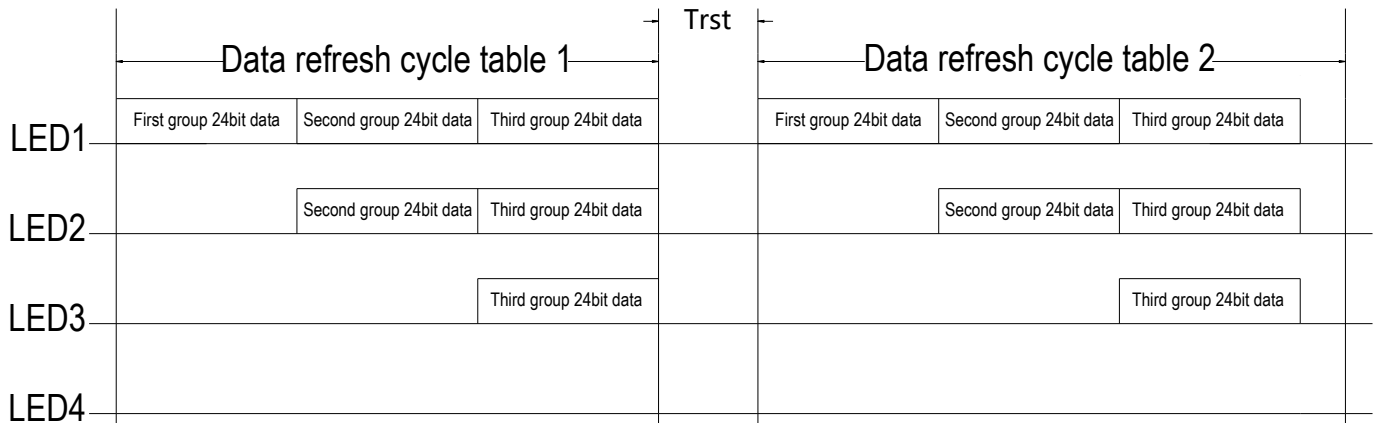 Trst
Data refresh cycle table 1 Data refresh cycle table 2
LED1 First group 24bit data Second group 24bit data Third group 24bit data First group 24bit data Second group 24bit data Third group 24bit data
LED2 Second group 24bit data Third group 24bit data Second group 24bit data Third group 24bit data
LED3 Third group 24bit data Third group 24bit data
LED4